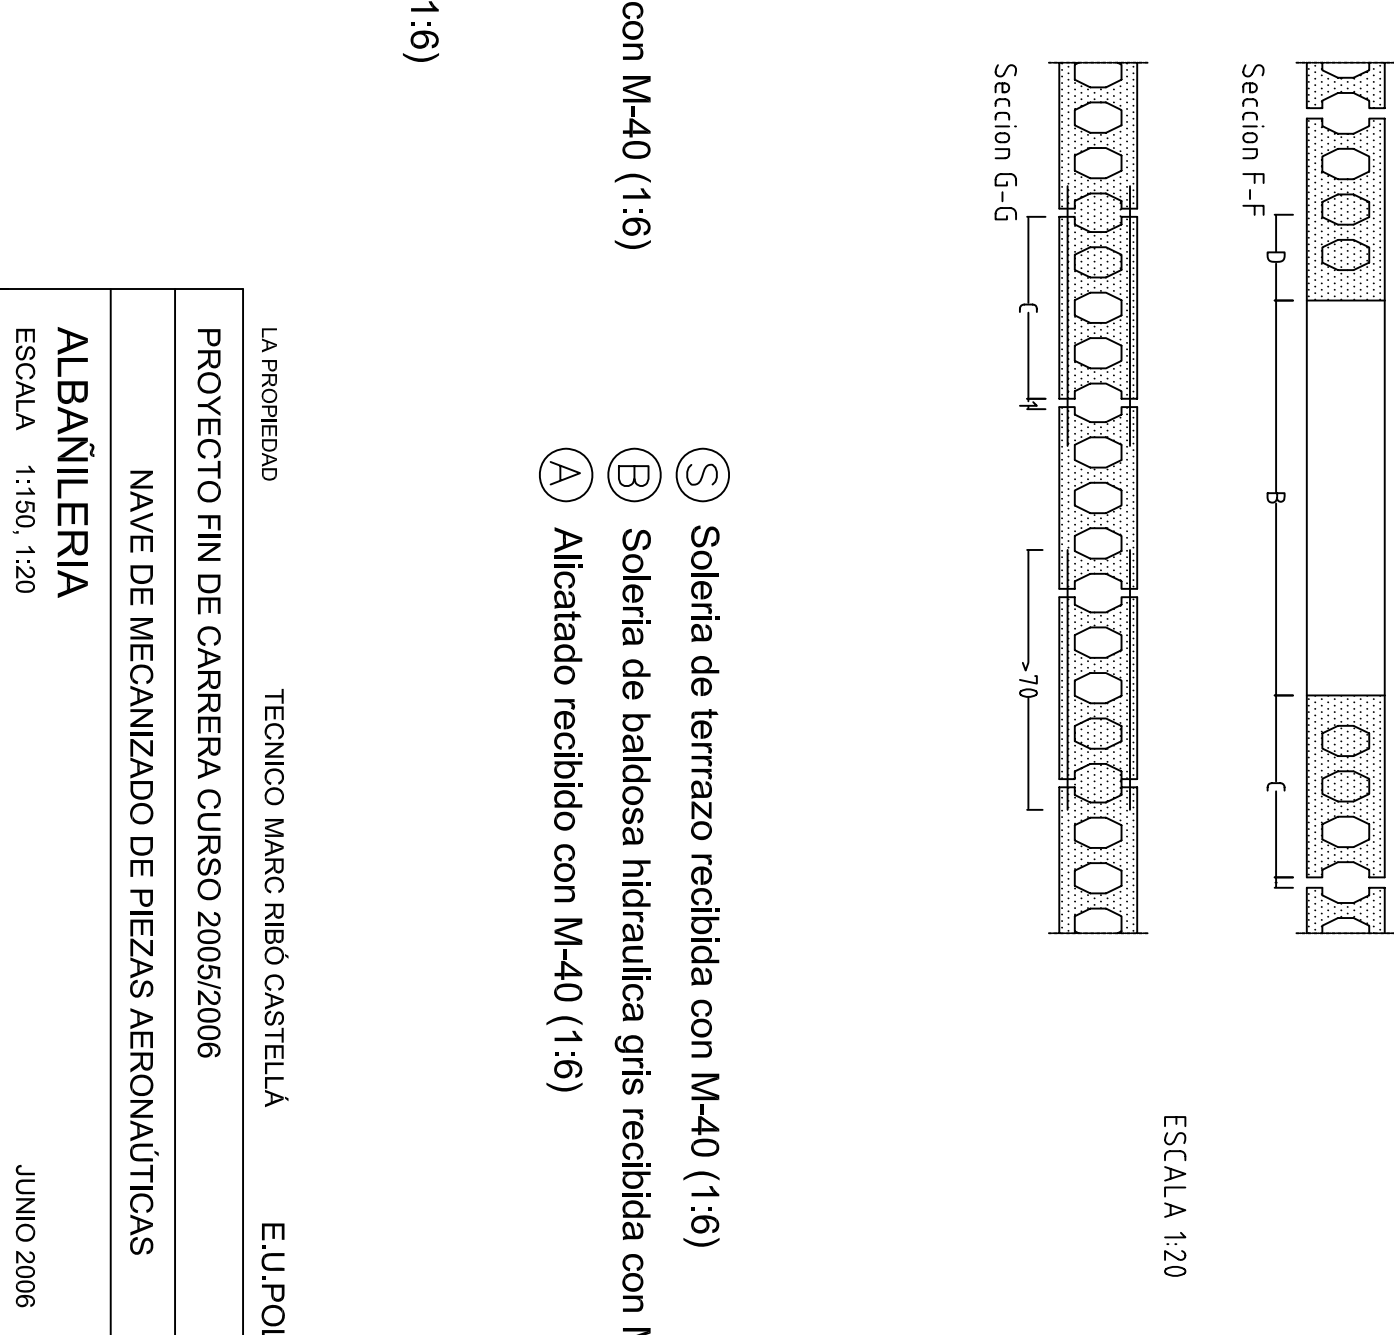 Seccion F-F
D
B
C
1
Seccion G-G
C
1
>70
ESCALA 1:20
S Soleria de terrrazo recibida con M-40 (1:6)
con M-40 (1:6)
B Soleria de baldosa hidraulica gris recibida con
A Alicatado recibido con M-40 (1:6)
1:6)
LA PROPIEDAD TECNICO MARC RIBÓ CASTELLÁ E.U.POL
PROYECTO FIN DE CARRERA CURSO 2005/2006
NAVE DE MECANIZADO DE PIEZAS AERONAÚTICAS
ALBAÑILERIA
ESCALA 1:150, 1:20 JUNIO 2006